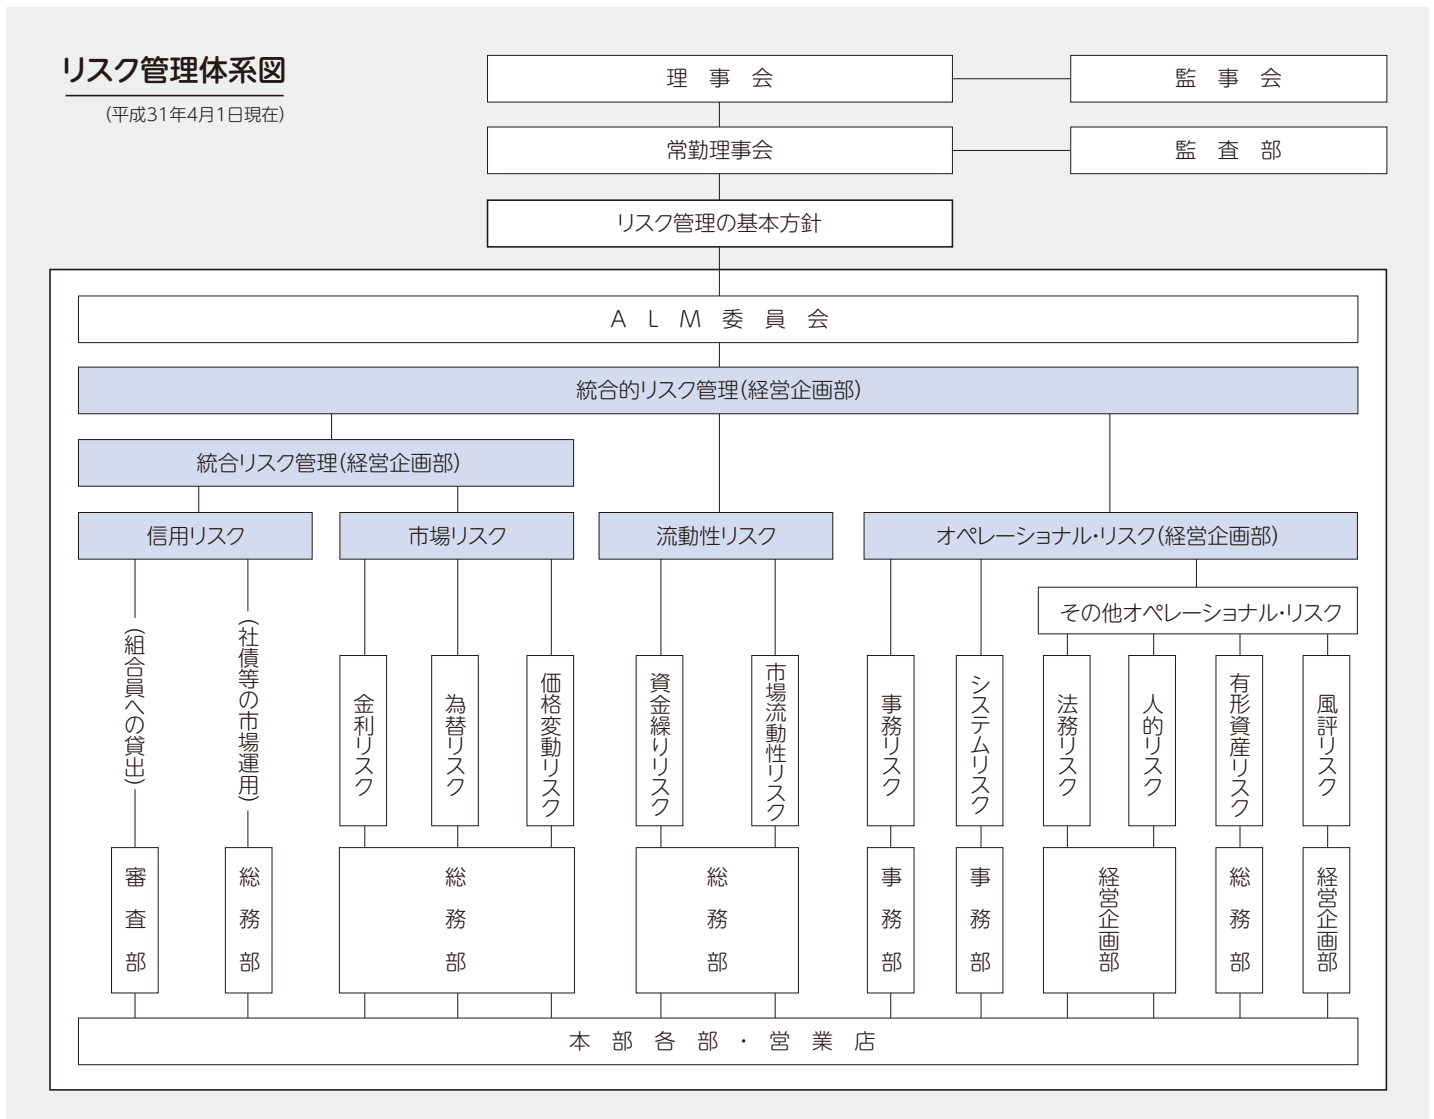 リスク管理体系図
(平成31年4月1日現在)
理事会
監事会
常勤理事会
監査部
リスク管理の基本方針
ALM委員会
統合的リスク管理(経営企画部)
統合リスク管理(経営企画部)
信用リスク
市場リスク
流動性リスク
オペレーショナル・リスク(経営企画部)
その他オペレーショナル・リスク
(組合員への貸出)
(社債等の市場運用)
金利リスク
為替リスク
価格変動リスク
資金繰りリスク
市場流動性リスク
事務リスク
システムリスク
法務リスク
人的リスク
有形資産リスク
風評リスク
審査部
総務部
総務部
総務部
事務部
事務部
経営企画部
総務部
経営企画部
本部各部・営業店